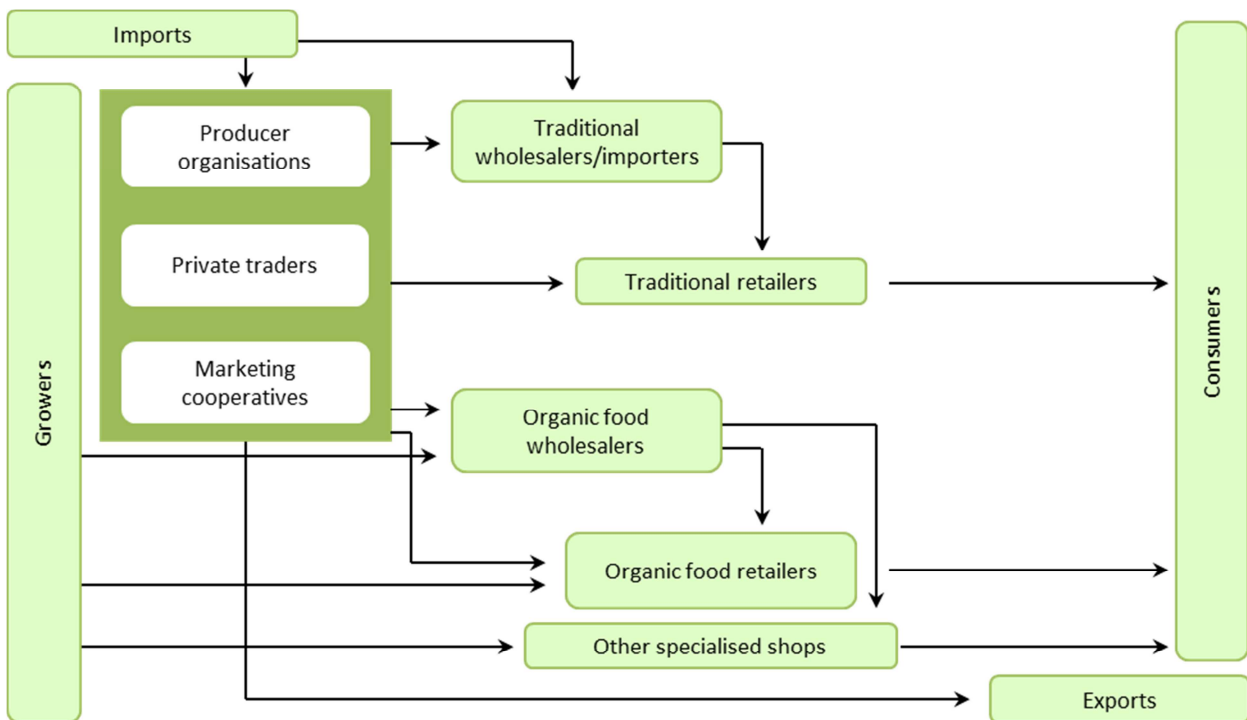 Imports
Growers
Producer
organisations
Traditional
wholesalers/importers
Private traders
Traditional retailers
Marketing
cooperatives
Organic food
wholesalers
Organic food retailers
Other specialised shops
Consumers
Exports